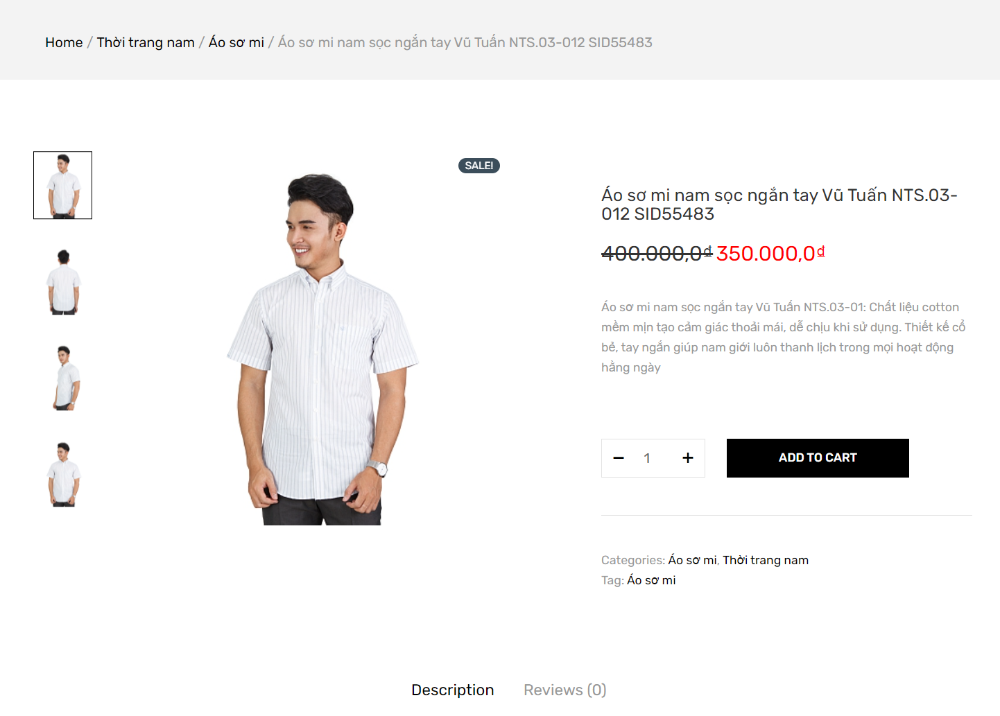 Home / Thời trang nam / Áo sơ mi / Áo sơ mi nam sọc ngắn tay Vũ Tuấn NTS.03-012 SID55483
SALE!
Áo sơ mi nam sọc ngắn tay Vũ Tuấn NTS.03-
012 SID55483
400.000,0₫ 350.000,0₫
Áo sơ mi nam sọc ngắn tay Vũ Tuấn NTS.03-01: Chất liệu cotton
mềm mịn tạo cảm giác thoải mái, dễ chịu khi sử dụng. Thiết kế cổ
bẻ, tay ngắn giúp nam giới luôn thanh lịch trong mọi hoạt động
hằng ngày
− 1 +
ADD TO CART
Categories: Áo sơ mi, Thời trang nam
Tag: Áo sơ mi
Description Reviews (0)